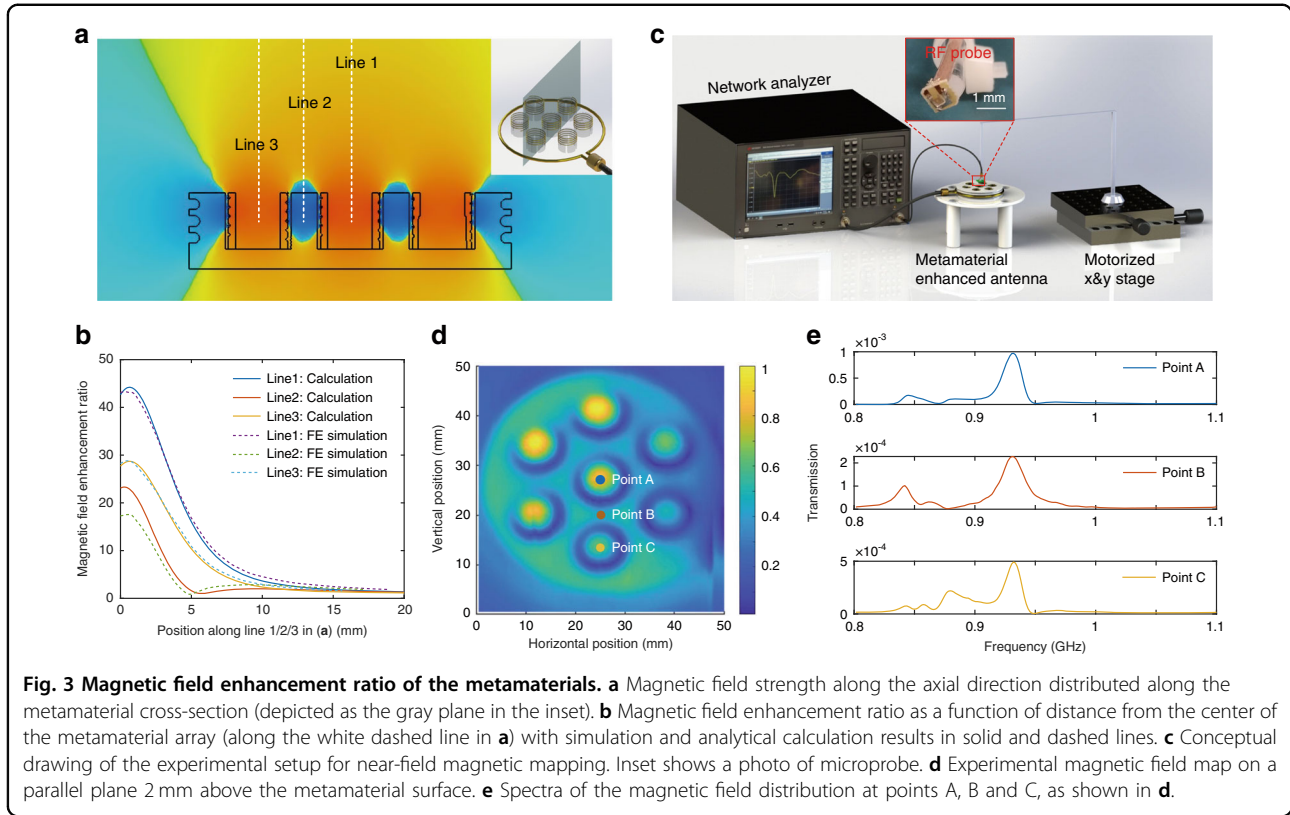 a
Line 1
Line 2
Line 3
c
Network analyzer
RF probe
1 mm
Metamaterial
enhanced antenna
Motorized
x&y stage
b
Magnetic field enhancement ratio
50
40
30
20
10
0
0
5
10
15
20
Position along line 1/2/3 in (a) (mm)
Line1: Calculation
Line2: Calculation
Line3: Calculation
Line1: FE simulation
Line2: FE simulation
Line3: FE simulation
d
Vertical position (mm)
50
40
30
20
10
0
0
10
20
30
40
50
Horizontal position (mm)
Point A
Point B
Point C
1
0.8
0.6
0.4
0.2
e
×10⁻³
1
0.5
0
0.8
0.9
1
1.1
Point A
×10⁻⁴
2
1
0
0.8
0.9
1
1.1
Point B
Transmission
×10⁻⁴
5
0
0.8
0.9
1
1.1
Point C
Frequency (GHz)
Fig. 3 Magnetic field enhancement ratio of the metamaterials. a Magnetic field strength along the axial direction distributed along the
metamaterial cross-section (depicted as the gray plane in the inset). b Magnetic field enhancement ratio as a function of distance from the center of
the metamaterial array (along the white dashed line in a) with simulation and analytical calculation results in solid and dashed lines. c Conceptual
drawing of the experimental setup for near-field magnetic mapping. Inset shows a photo of microprobe. d Experimental magnetic field map on a
parallel plane 2 mm above the metamaterial surface. e Spectra of the magnetic field distribution at points A, B and C, as shown in d.